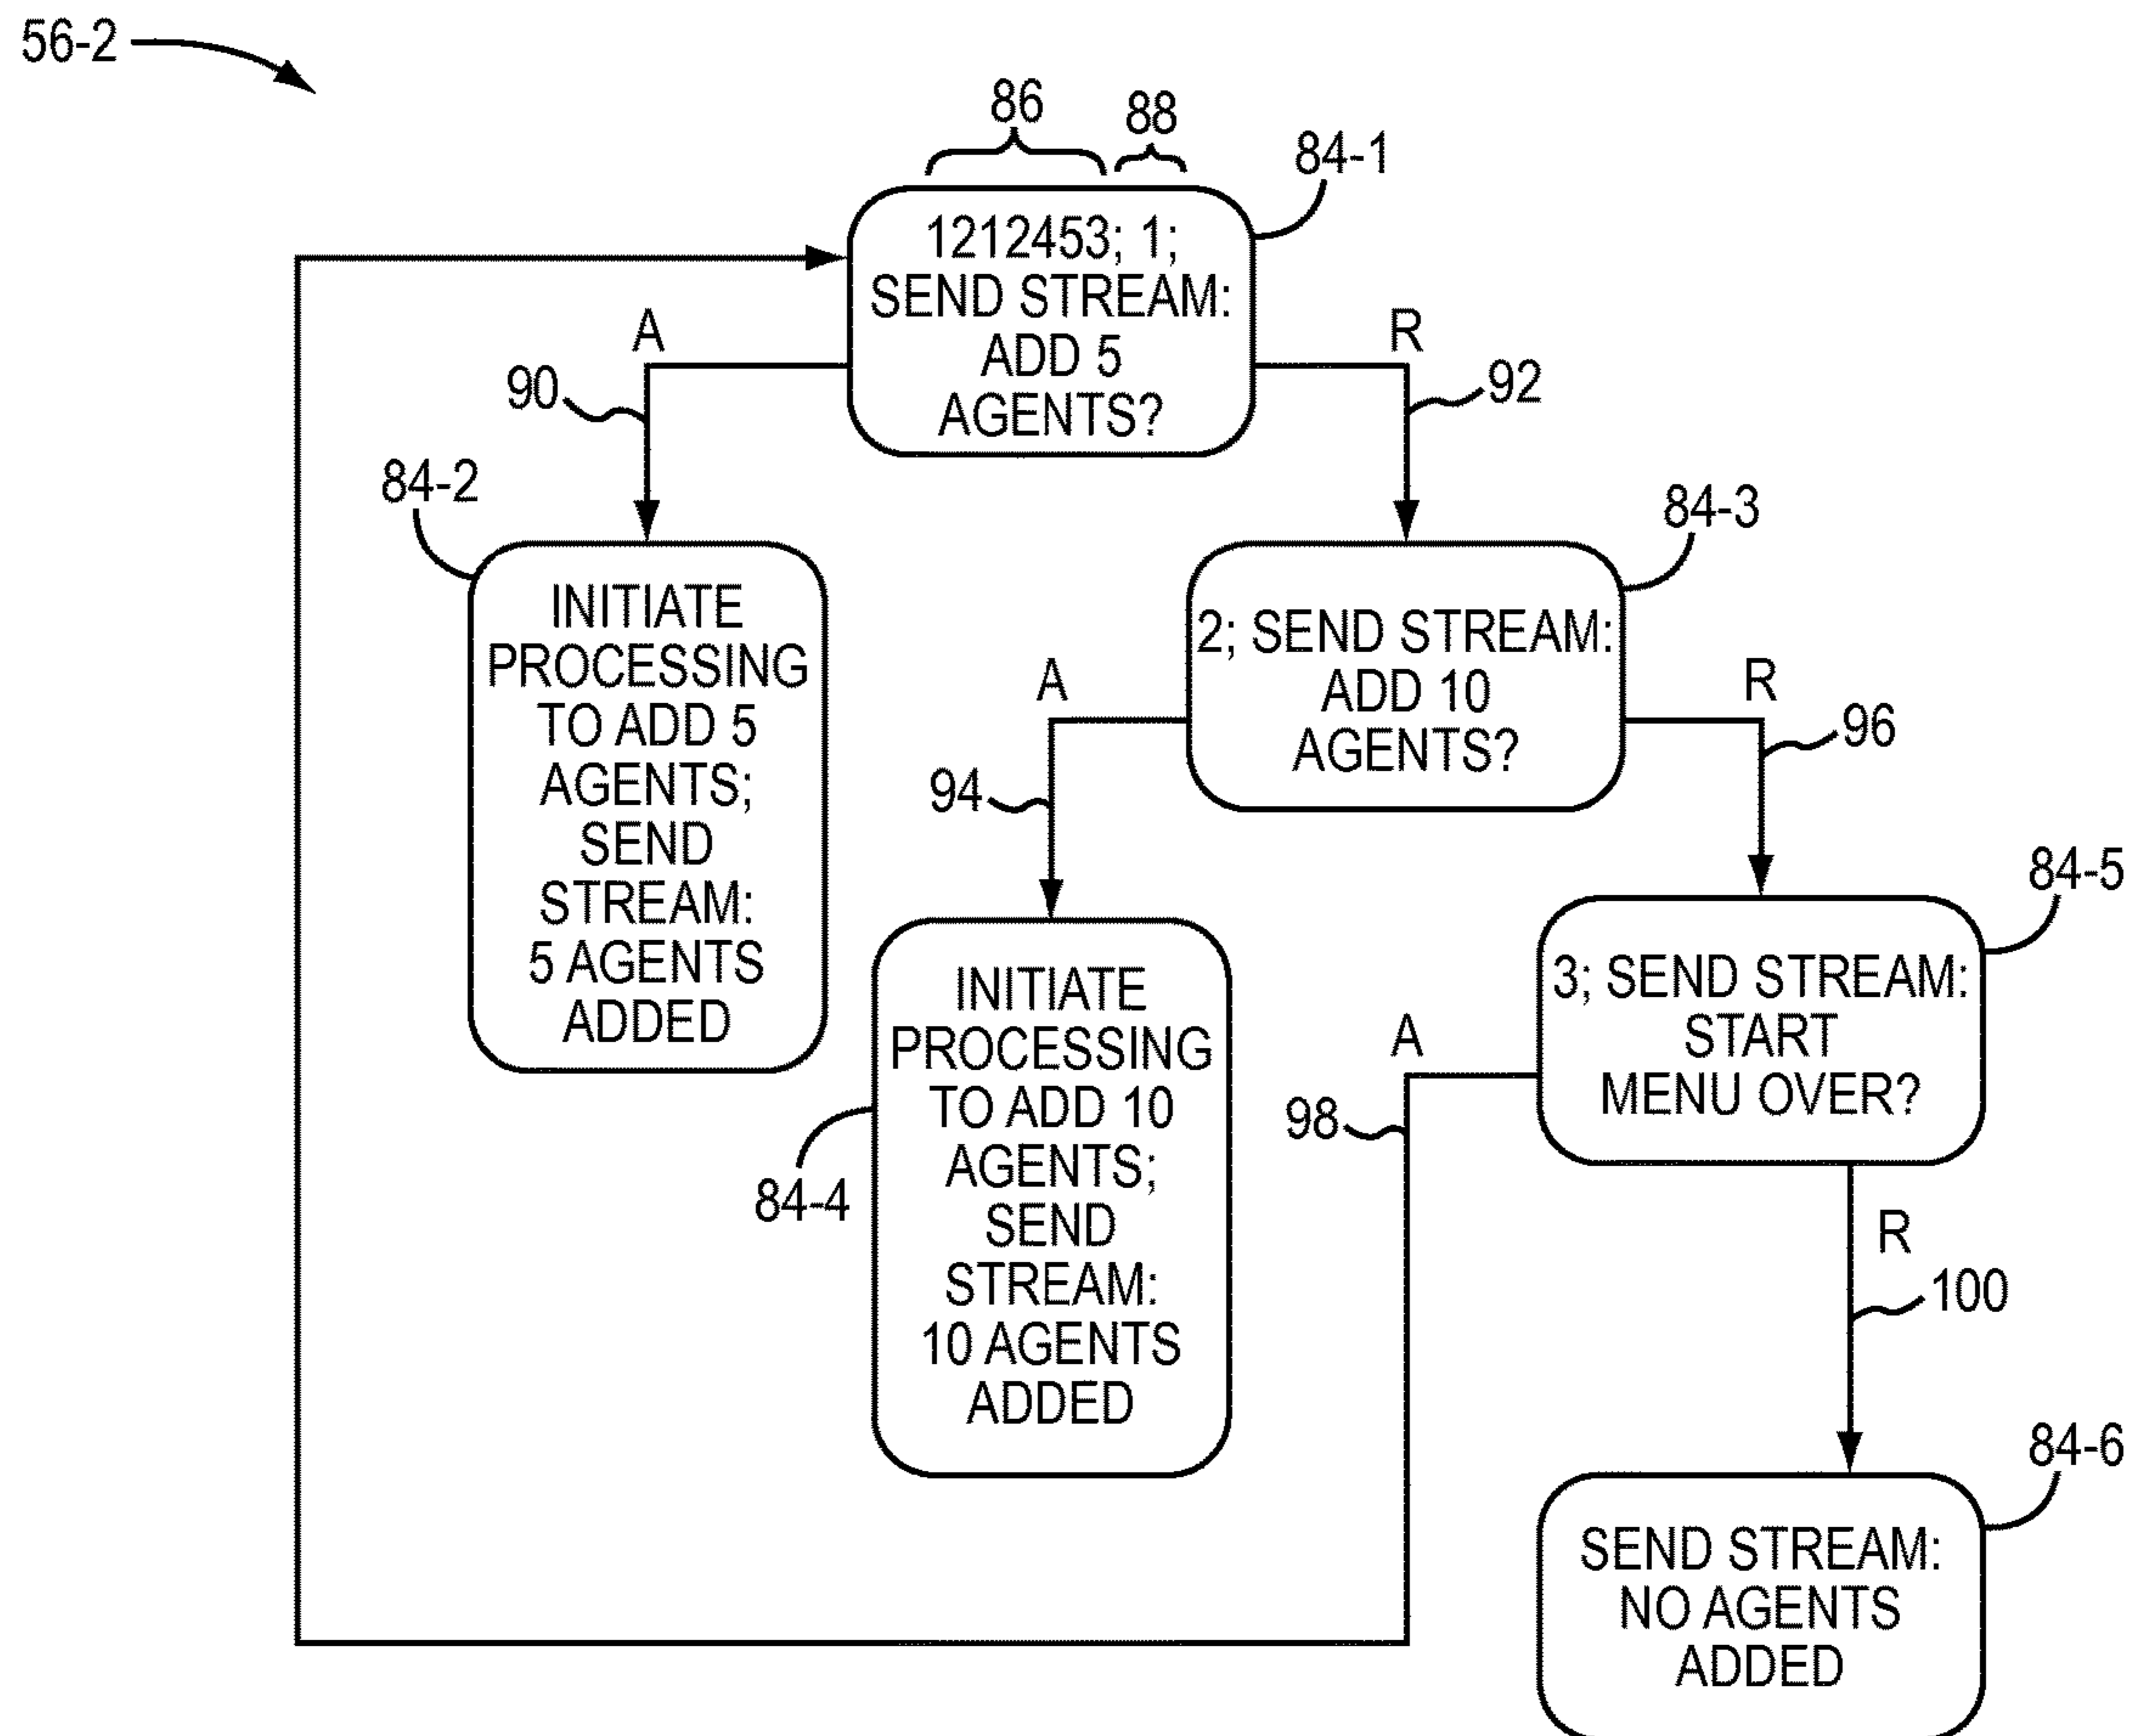 56-2
86
88
84-1
1212453; 1;
SEND STREAM:
ADD 5
AGENTS?
A
R
90
92
84-2
84-3
INITIATE
PROCESSING
TO ADD 5
AGENTS;
SEND
STREAM:
5 AGENTS
ADDED
2; SEND STREAM:
ADD 10
AGENTS?
A
R
94
96
84-4
84-5
INITIATE
PROCESSING
TO ADD 10
AGENTS;
SEND
STREAM:
10 AGENTS
ADDED
3; SEND STREAM:
START
MENU OVER?
A
98
R
100
84-6
SEND STREAM:
NO AGENTS
ADDED